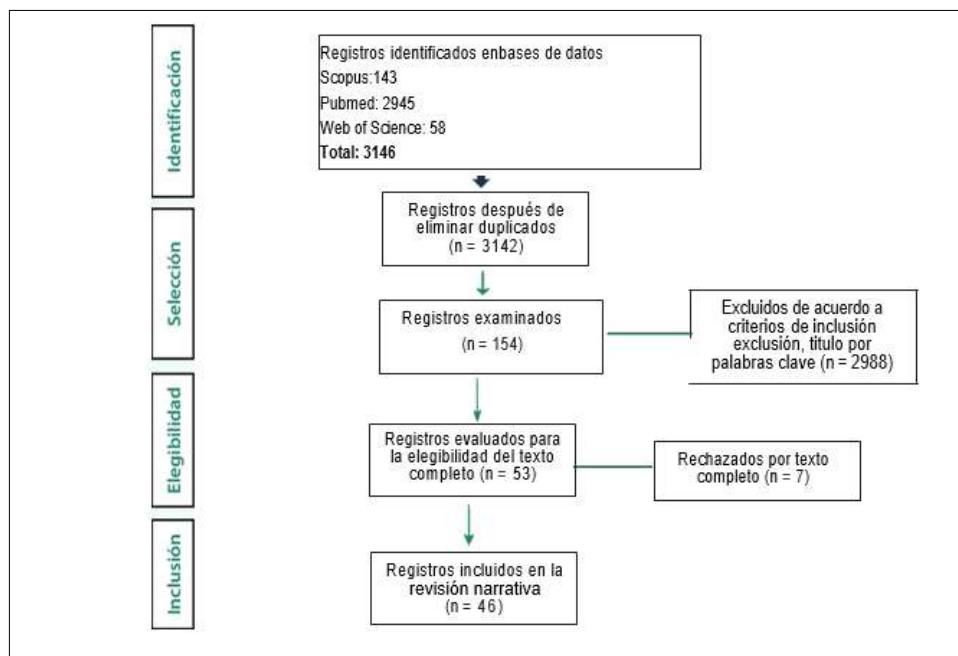 Identificación
Registros identificados enbases de datos
Scopus:143
Pubmed: 2945
Web of Science: 58
Total: 3146
Selección
Registros después de
eliminar duplicados
(n = 3142)
Registros examinados
(n = 154)
Excluidos de acuerdo a
criterios de inclusión
exclusión, titulo por
palabras clave (n = 2988)
Elegibilidad
Registros evaluados para
la elegibilidad del texto
completo (n = 53)
Rechazados por texto
completo (n = 7)
Inclusión
Registros incluidos en la
revisión narrativa
(n = 46)